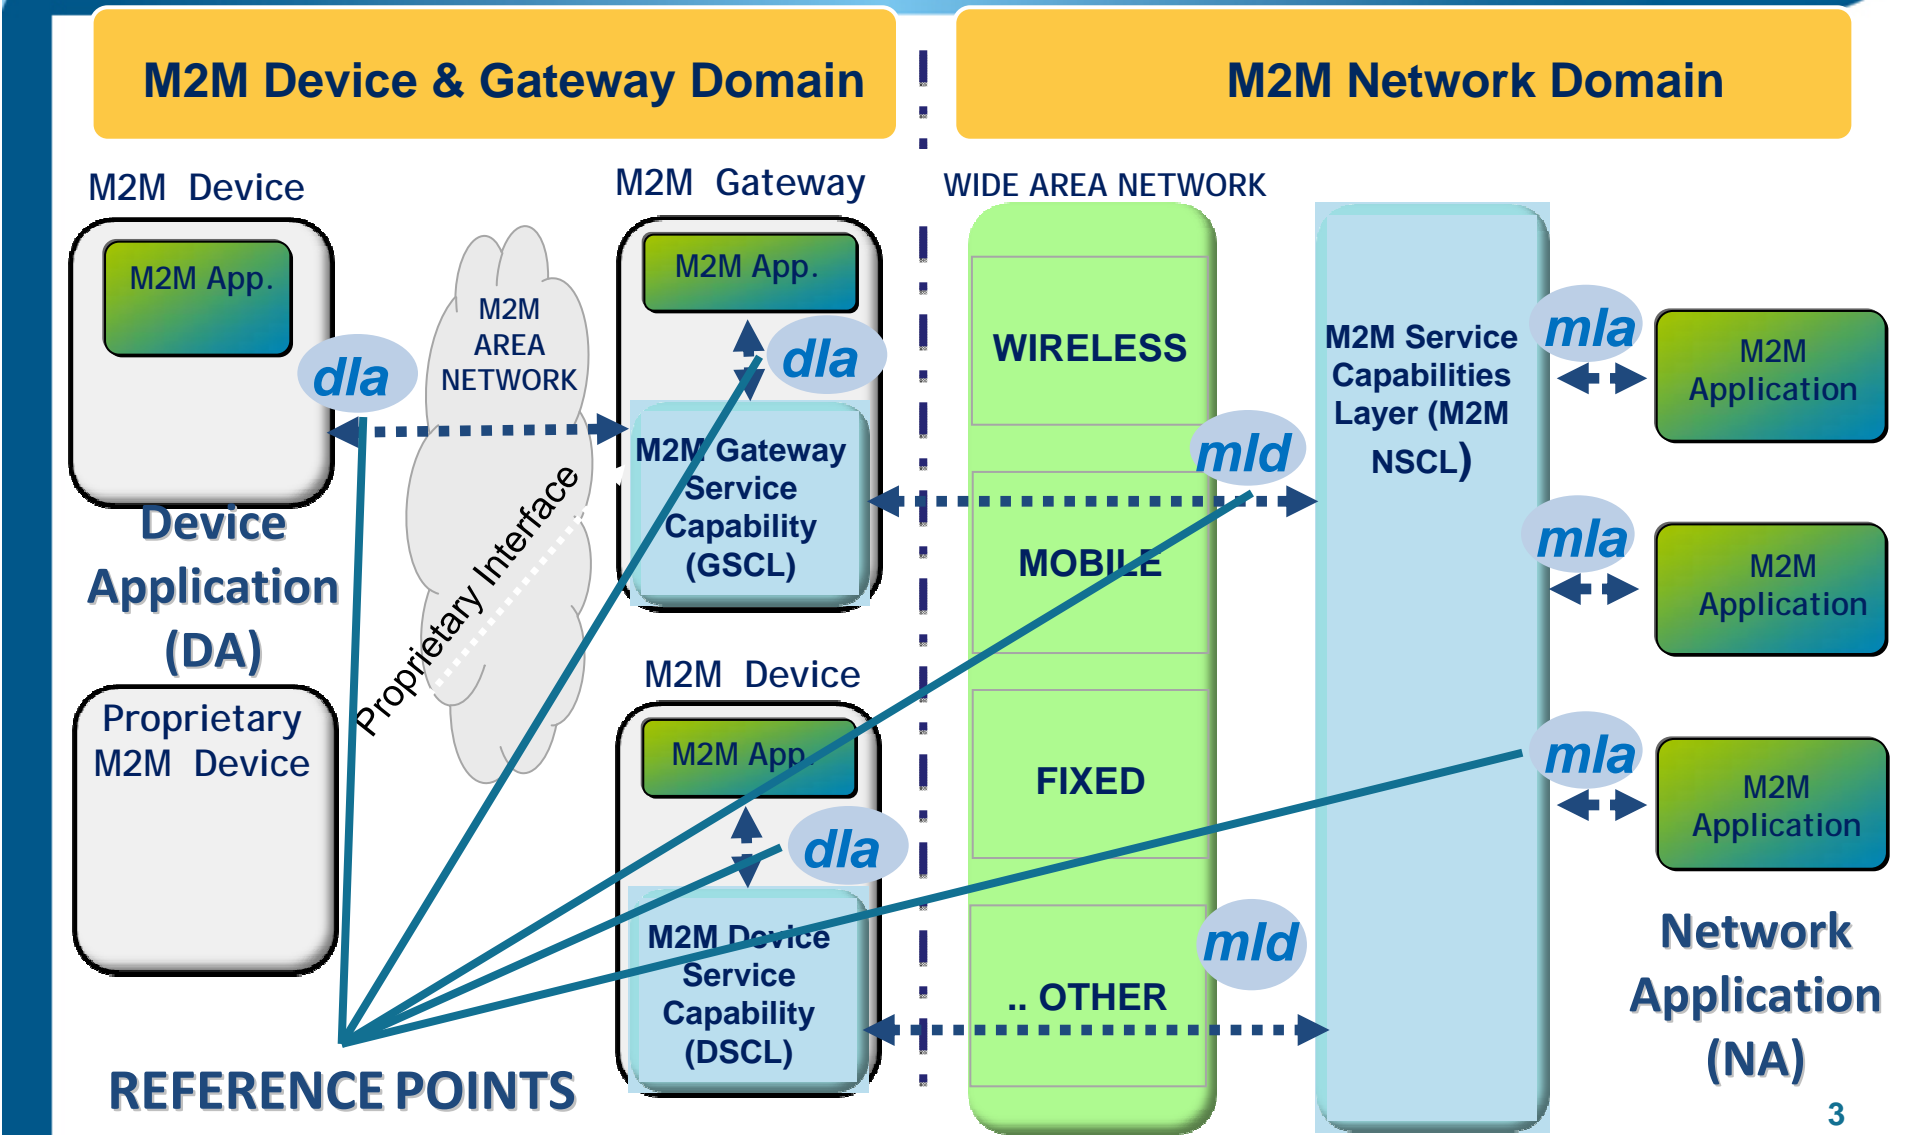 M2M Device & Gateway Domain
M2M Network Domain
M2M Device
M2M App.
dla
Device
Application
(DA)
Proprietary
M2M Device
M2M
AREA
NETWORK
Proprietary Interface
M2M Gateway
M2M App.
dla
M2M Gateway
Service
Capability
(GSCL)
M2M Device
M2M App.
dla
M2M Device
Service
Capability
(DSCL)
WIDE AREA NETWORK
WIRELESS
MOBILE
FIXED
.. OTHER
mld
mld
M2M Service
Capabilities
Layer (M2M
NSCL)
mla
M2M
Application
mla
M2M
Application
mla
M2M
Application
Network
Application
(NA)
REFERENCE POINTS
3